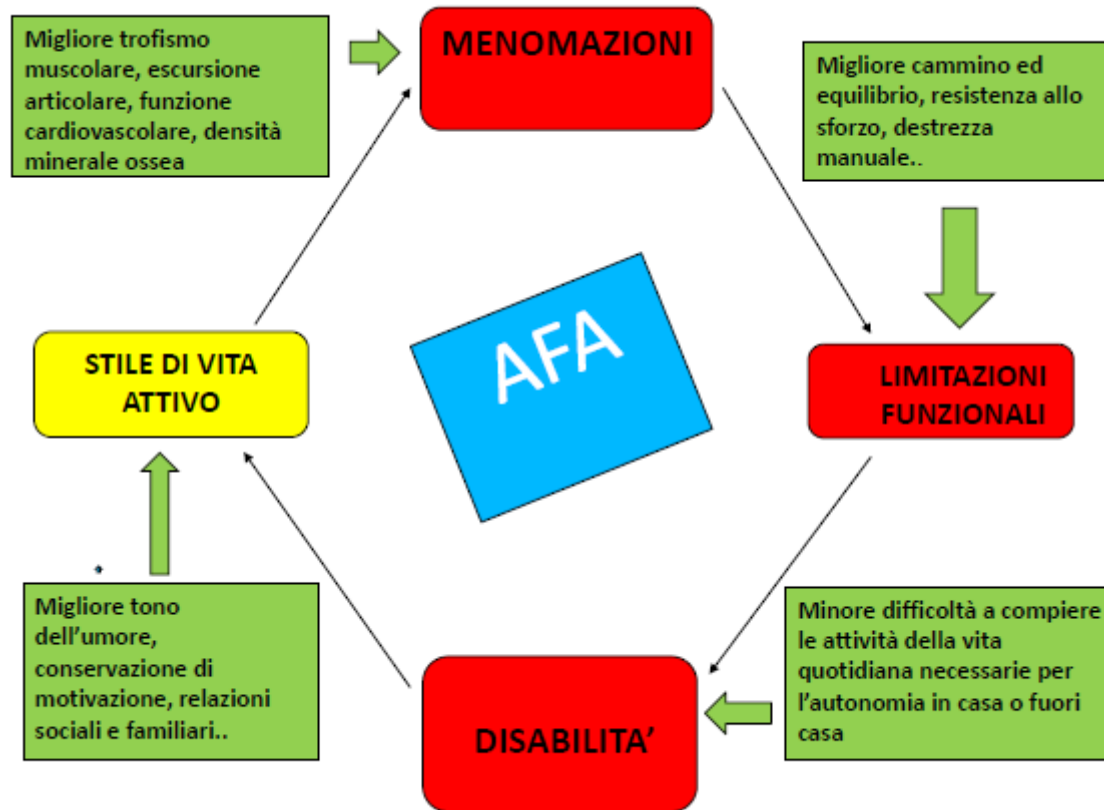 Migliore trofismo
muscolare, escursione
articolare, funzione
cardiovascolare, densità
minerale ossea
MENOMAZIONI
Migliore cammino ed
equilibrio, resistenza allo
sforzo, destrezza
manuale..
AFA
STILE DI VITA
ATTIVO
LIMITAZIONI
FUNZIONALI
Migliore tono
dell'umore,
conservazione di
motivazione, relazioni
sociali e familiari..
DISABILITA'
Minore difficoltà a compiere
le attività della vita
quotidiana necessarie per
l'autonomia in casa o fuori
casa